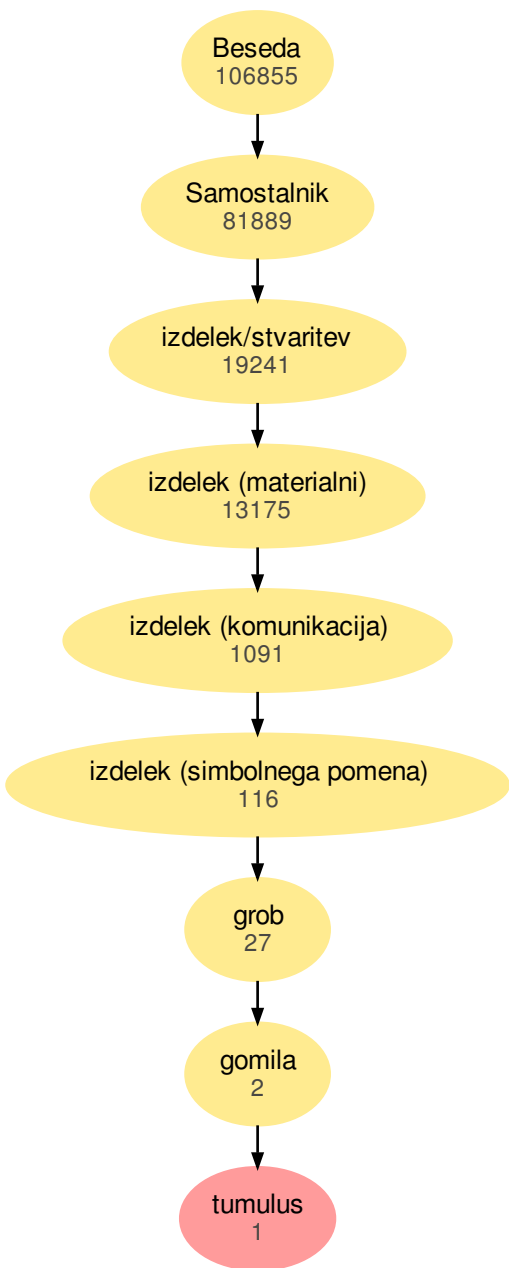 Beseda
106855
Samostalnik
81889
izdelek/stvaritev
19241
izdelek (materialni)
13175
izdelek (komunikacija)
1091
izdelek (simbolnega pomena)
116
grob
27
gomila
2
tumulus
1